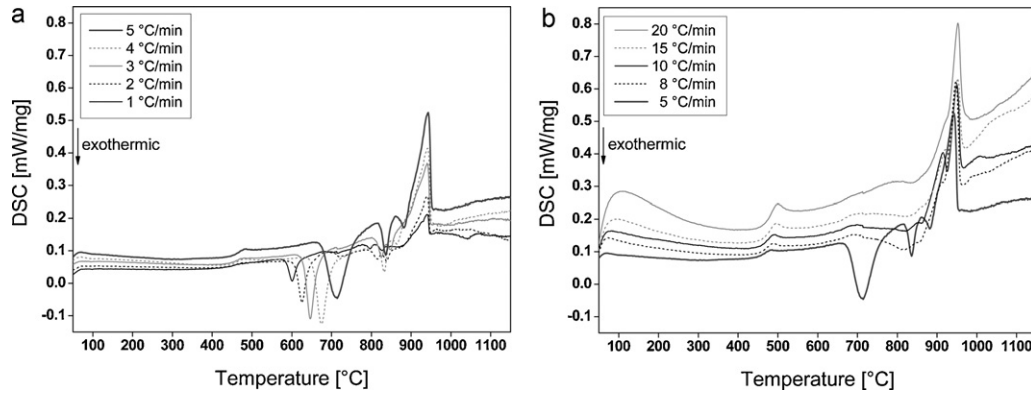 a
5 °C/min
4 °C/min
3 °C/min
2 °C/min
1 °C/min
exothermic
DSC [mW/mg]
0.8
0.7
0.6
0.5
0.4
0.3
0.2
0.1
0.0
-0.1
100 200 300 400 500 600 700 800 900 1000 1100
Temperature [°C]
b
20 °C/min
15 °C/min
10 °C/min
8 °C/min
5 °C/min
exothermic
DSC [mW/mg]
0.8
0.7
0.6
0.5
0.4
0.3
0.2
0.1
0.0
-0.1
100 200 300 400 500 600 700 800 900 1000 1100
Temperature [°C]